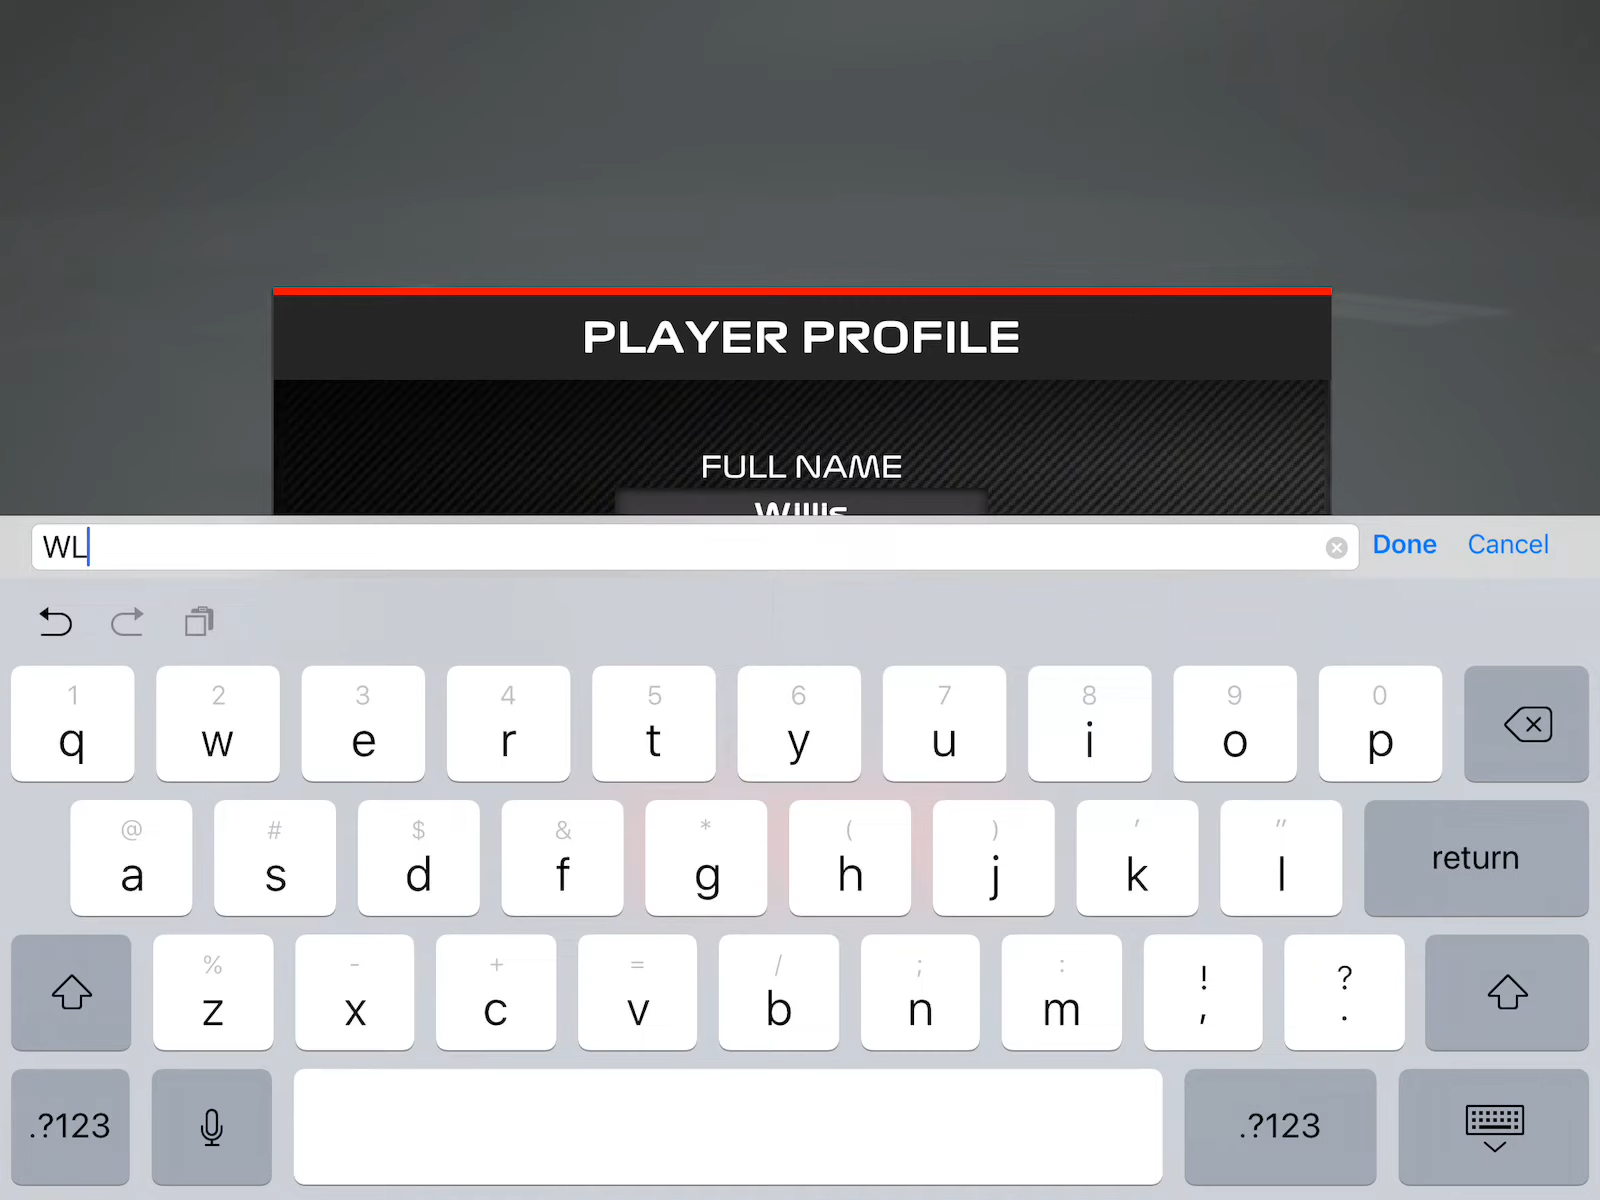 PLAYER PROFILE
FULL NAME
Willis
WL
Done Cancel
1 2 3 4 5 6 7 8 9 0
q w e r t y u i o p
@ # $ & * ( ) ' "
a s d f g h j k l return
% - + = / ; : ! ?
z x c v b n m , .
.?123 .?123